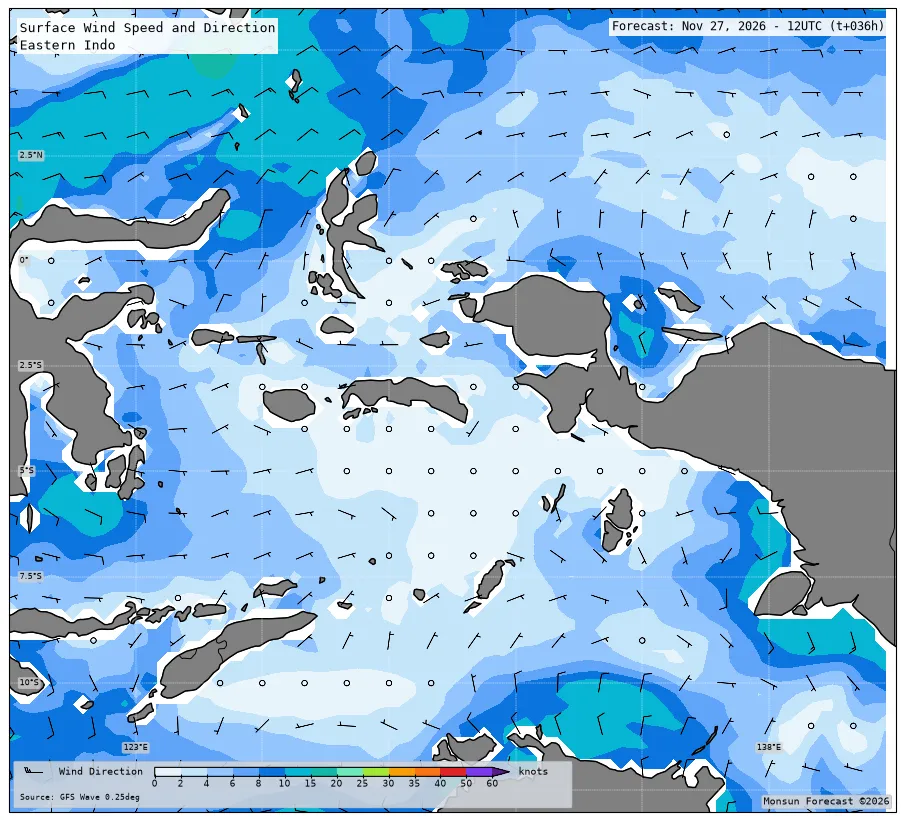 Surface Wind Speed and Direction
Eastern Indo
Forecast: Nov 27, 2026 - 12UTC (t+036h)
2.5°N
0°
2.5°S
5°S
7.5°S
10°S
123°E
138°E
Wind Direction
knots
0 2 4 6 8 10 15 20 25 30 35 40 50 60
Source: GFS Wave 0.25deg
Monsun Forecast ©2026